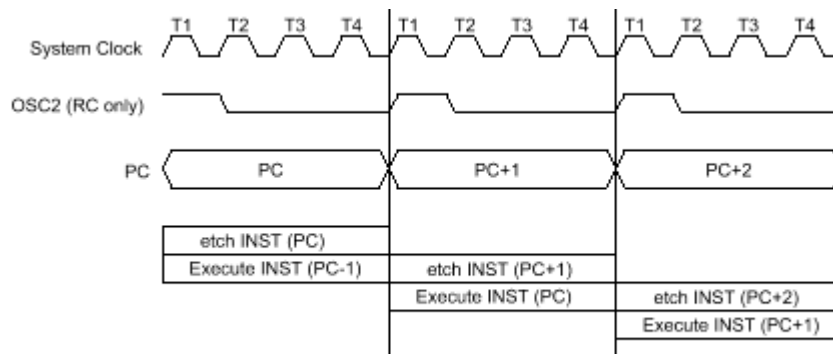 T1 T2 T3 T4 T1 T2 T3 T4 T1 T2 T3 T4
System Clock
OSC2 (RC only)
PC PC PC+1 PC+2
etch INST (PC)
Execute INST (PC-1) etch INST (PC+1)
Execute INST (PC) etch INST (PC+2)
Execute INST (PC+1)